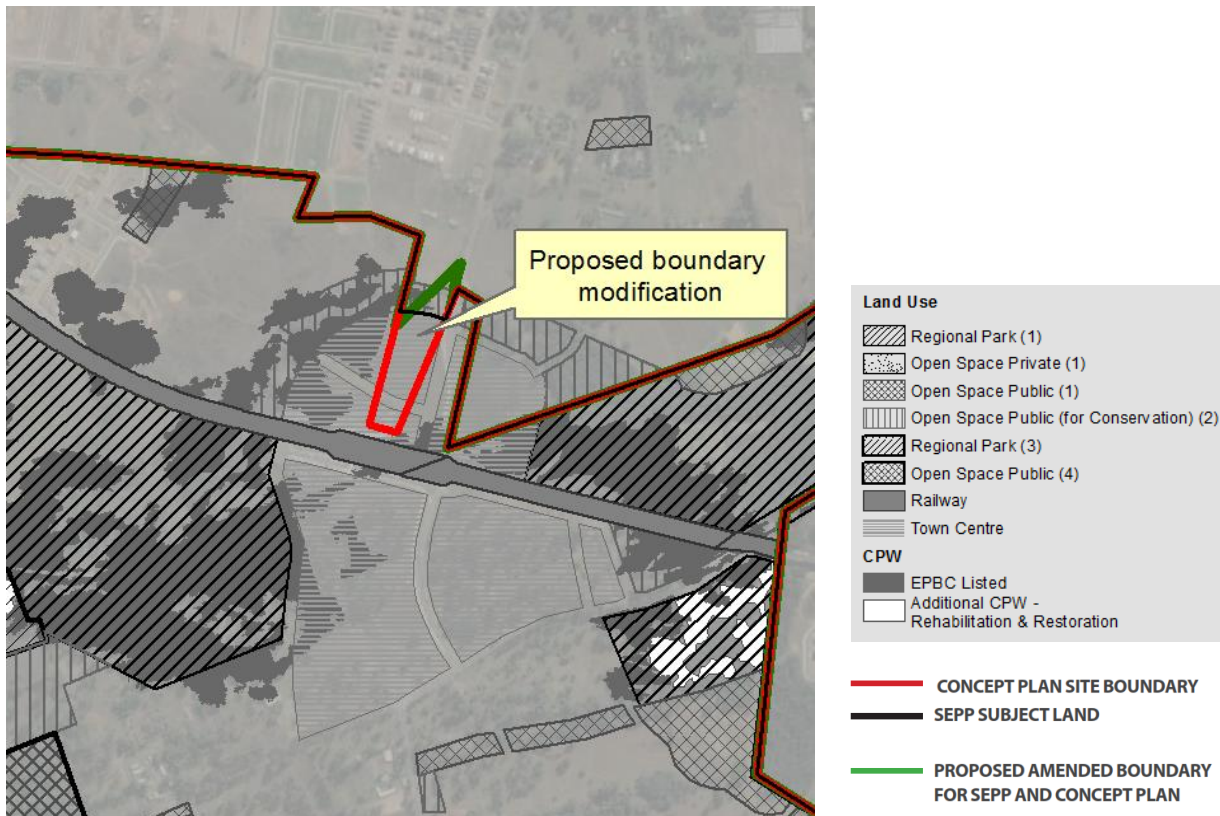 Proposed boundary
modification
Land Use
Regional Park (1)
Open Space Private (1)
Open Space Public (1)
Open Space Public (for Conservation) (2)
Regional Park (3)
Open Space Public (4)
Railway
Town Centre
CPW
EPBC Listed
Additional CPW -
Rehabilitation & Restoration
CONCEPT PLAN SITE BOUNDARY
SEPP SUBJECT LAND
PROPOSED AMENDED BOUNDARY
FOR SEPP AND CONCEPT PLAN